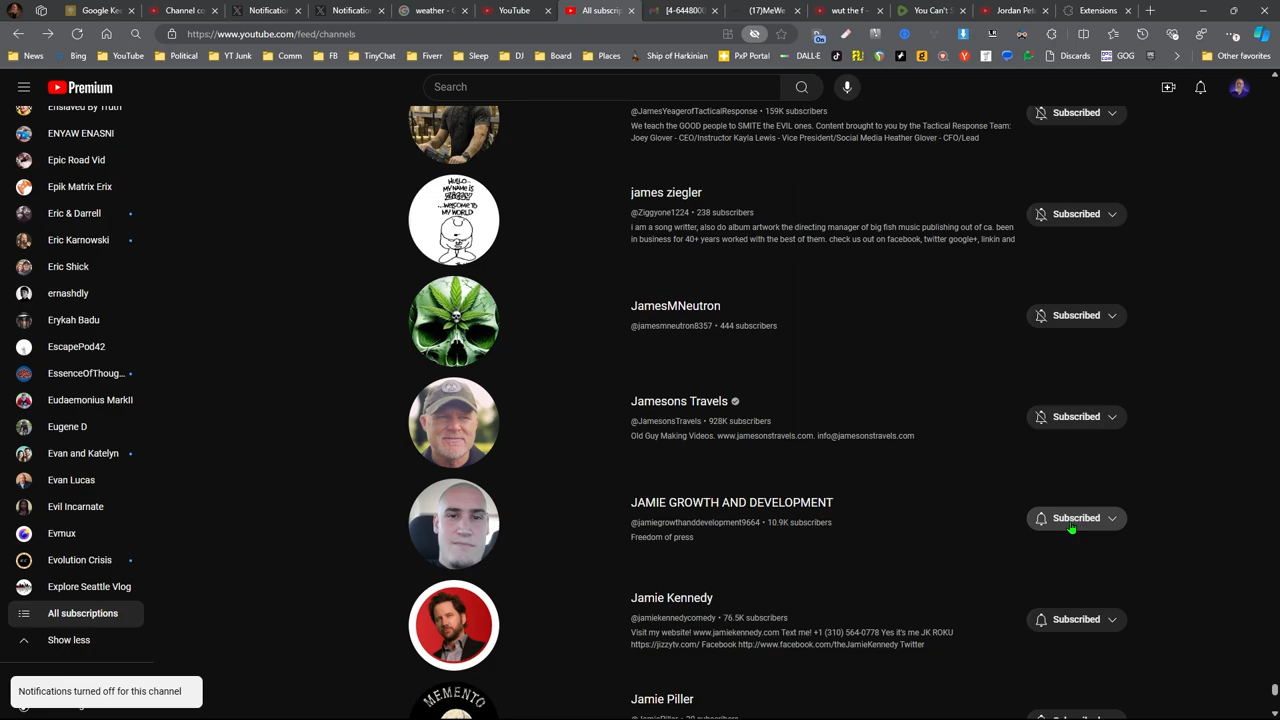 Google Ke
Channel co
Notification
Notification
weather - G
YouTube
All subscrip
[4-644800
(17)MeWe
wut the f -
You Can't S
Jordan Pet
Extensions
https://www.youtube.com/feed/channels
News
Bing
YouTube
Political
YT Junk
Comm
FB
TinyChat
Fiverr
Sleep
DJ
Board
Places
Ship of Harkinian
PxP Portal
DALL-E
Discards
GOG
Other favorites
Premium
Search
Enslaved By Truth
ENYAW ENASNI
Epic Road Vid
Epik Matrix Erix
Eric & Darrell
Eric Karnowski
Eric Shick
ernashdly
Erykah Badu
EscapePod42
EssenceOfThoug...
Eudaemonius MarkII
Eugene D
Evan and Katelyn
Evan Lucas
Evil Incarnate
Evmux
Evolution Crisis
Explore Seattle Vlog
All subscriptions
Show less
Notifications turned off for this channel
@JamesYeagerofTacticalResponse • 159K subscribers
We teach the GOOD people to SMITE the EVIL ones. Content brought to you by the Tactical Response Team:
Joey Glover - CEO/Instructor Kayla Lewis - Vice President/Social Media Heather Glover - CFO/Lead
Subscribed
HELLO
MY NAME IS
ZIGGY
...WELCOME TO
MY WORLD
james ziegler
@Ziggyone1224 • 238 subscribers
i am a song writter, also do album artwork the directing manager of big fish music publishing out of ca. been
in business for 40+ years worked with the best of them. check us out on facebook, twitter google+, linkin and
Subscribed
JamesMNeutron
@jamesmneutron8357 • 444 subscribers
Subscribed
Jamesons Travels
@JamesonsTravels • 928K subscribers
Old Guy Making Videos. www.jamesonstravels.com. info@jamesonstravels.com
Subscribed
JAMIE GROWTH AND DEVELOPMENT
@jamiegrowthanddevelopment9664 • 10.9K subscribers
Freedom of press
Subscribed
Jamie Kennedy
@jamiekennedycomedy • 76.5K subscribers
Visit my website! www.jamiekennedy.com Text me! +1 (310) 564-0778 Yes it's me JK ROKU
https://jizzytv.com/ Facebook http://www.facebook.com/theJamieKennedy Twitter
Subscribed
MEMENTO
Jamie Piller